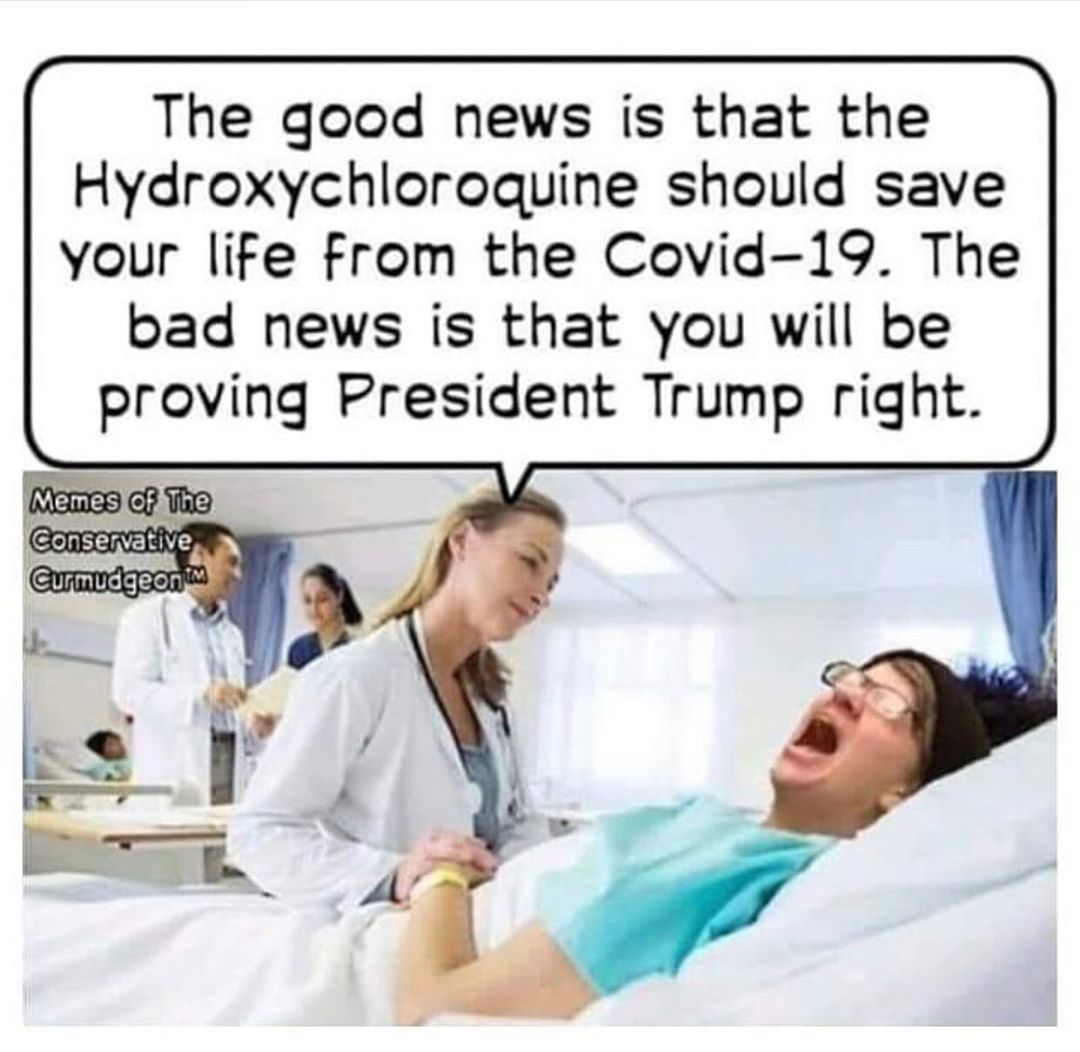 The good news is that the
Hydroxychloroquine should save
your life from the Covid-19. The
bad news is that you will be
proving President Trump right.
Memes of The
Conservative
Curmudgeon™